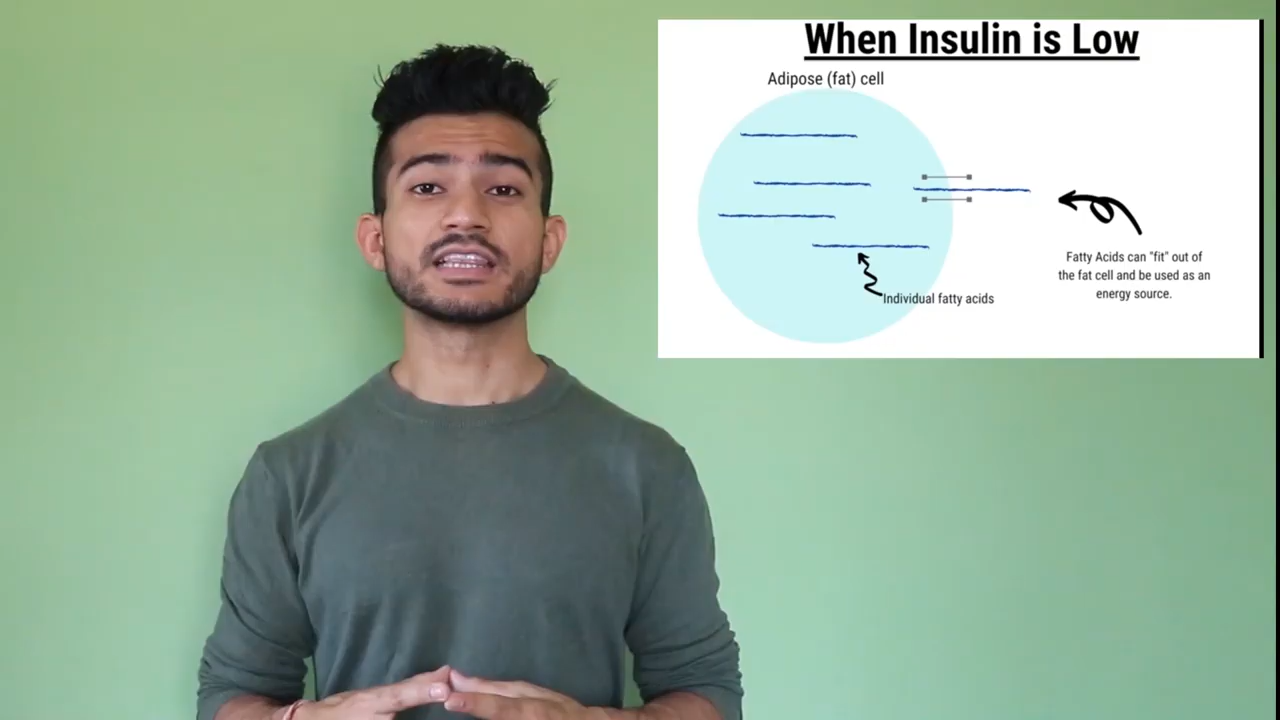 When Insulin is Low
Adipose (fat) cell
Fatty Acids can "fit" out of
the fat cell and be used as an
energy source.
Individual fatty acids